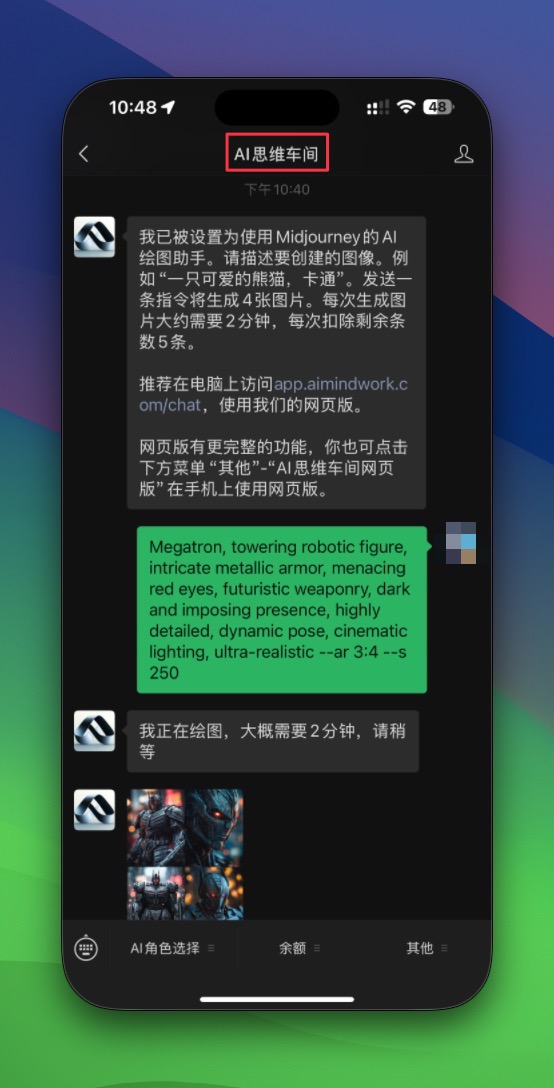 10:48
48
AI思维车间
下午10:40
我已被设置为使用Midjourney的AI
绘图助手。请描述要创建的图像。例
如“一只可爱的熊猫，卡通”。发送一
条指令将生成4张图片。每次生成图
片大约需要2分钟，每次扣除剩余条
数5条。
推荐在电脑上访问app.aimindwork.c
om/chat，使用我们的网页版。
网页版有更完整的功能，你也可点击
下方菜单“其他”-“AI思维车间网页
版”在手机上使用网页版。
Megatron, towering robotic figure,
intricate metallic armor, menacing
red eyes, futuristic weaponry, dark
and imposing presence, highly
detailed, dynamic pose, cinematic
lighting, ultra-realistic --ar 3:4 --s
250
我正在绘图，大概需要2分钟，请稍
等
AI角色选择
余额
其他